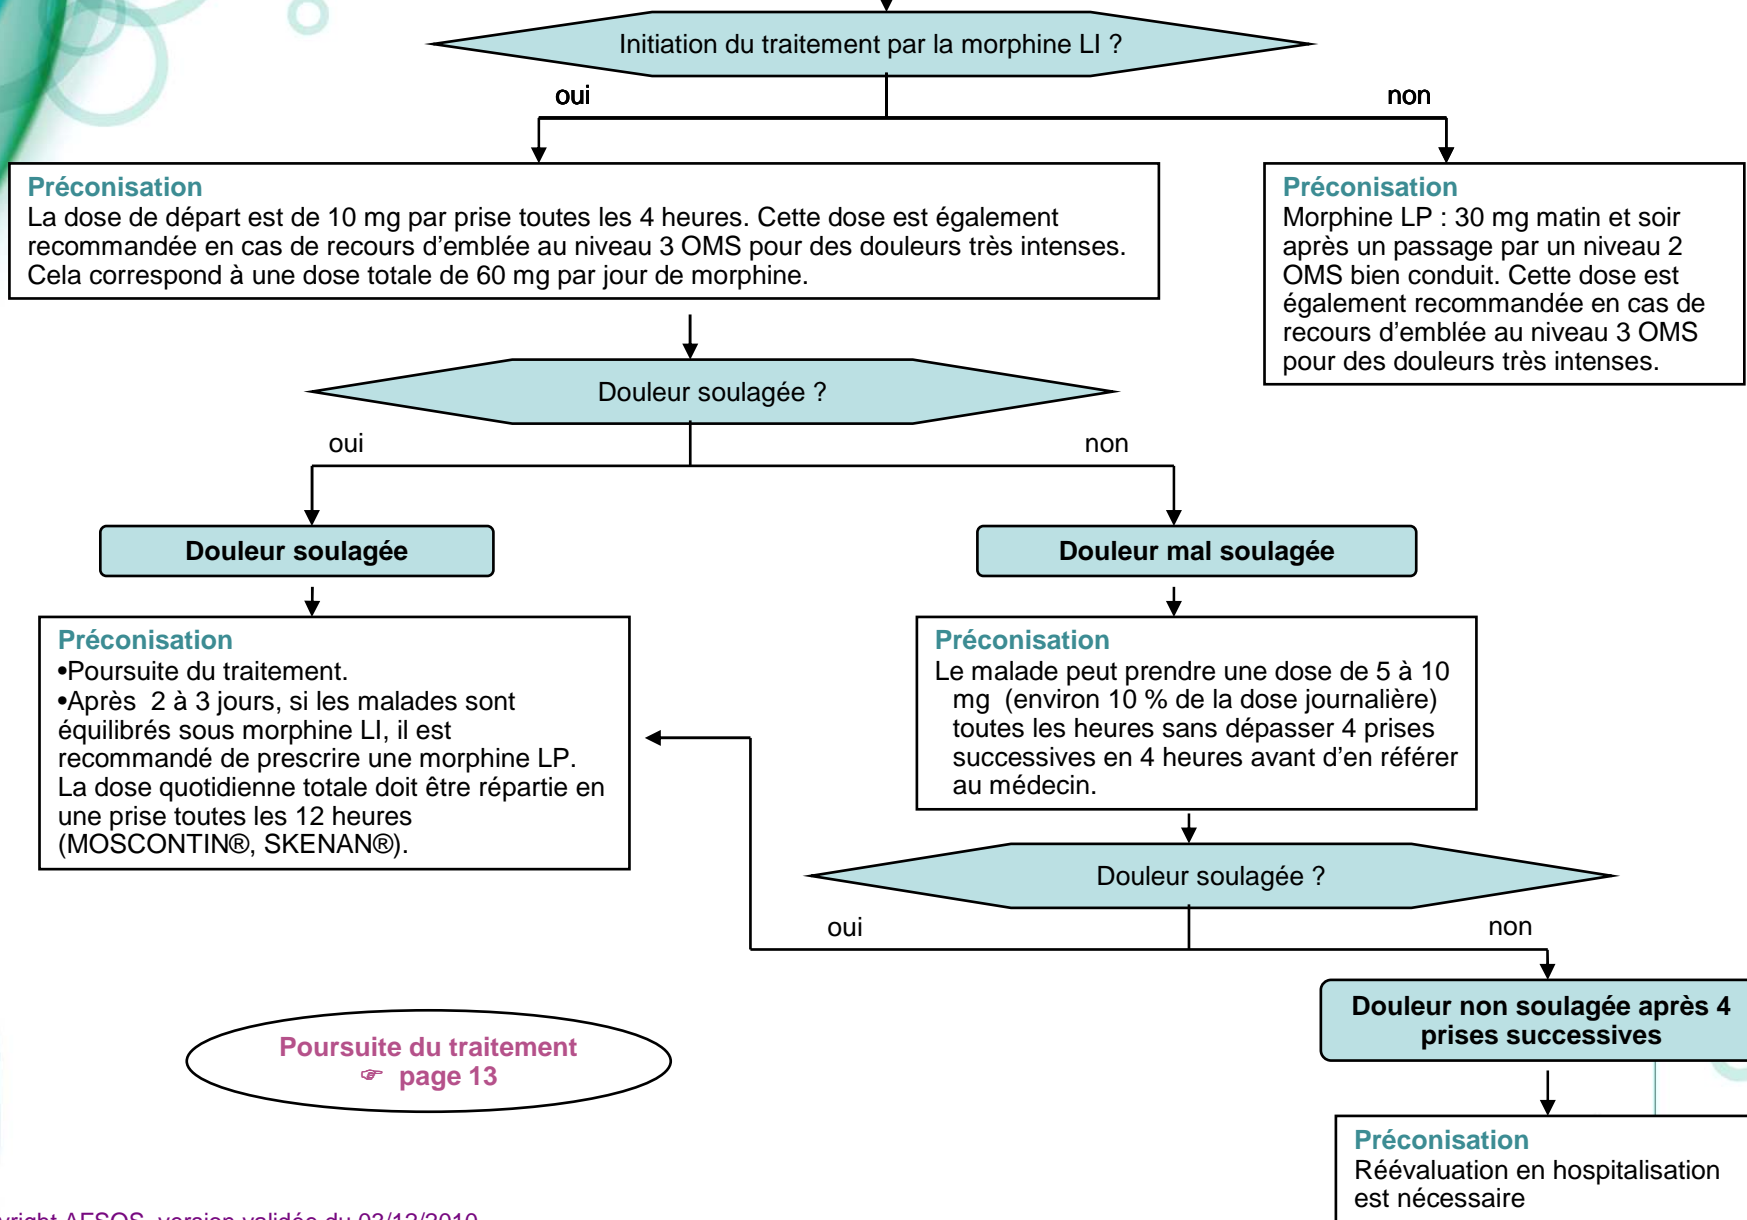 Initiation du traitement par la morphine LI ?
oui
non
Préconisation
La dose de départ est de 10 mg par prise toutes les 4 heures. Cette dose est également
recommandée en cas de recours d’emblée au niveau 3 OMS pour des douleurs très intenses.
Cela correspond à une dose totale de 60 mg par jour de morphine.
Préconisation
Morphine LP : 30 mg matin et soir
après un passage par un niveau 2
OMS bien conduit. Cette dose est
également recommandée en cas de
recours d’emblée au niveau 3 OMS
pour des douleurs très intenses.
Douleur soulagée ?
oui
non
Douleur soulagée
Douleur mal soulagée
Préconisation
•Poursuite du traitement.
•Après 2 à 3 jours, si les malades sont
équilibrés sous morphine LI, il est
recommandé de prescrire une morphine LP.
La dose quotidienne totale doit être répartie en
une prise toutes les 12 heures
(MOSCONTIN®, SKENAN®).
Préconisation
Le malade peut prendre une dose de 5 à 10
mg (environ 10 % de la dose journalière)
toutes les heures sans dépasser 4 prises
successives en 4 heures avant d’en référer
au médecin.
Douleur soulagée ?
oui
non
Douleur non soulagée après 4
prises successives
Poursuite du traitement
☞ page 13
Préconisation
Réévaluation en hospitalisation
est nécessaire
yright AFSOS, version validée du 03/12/2010